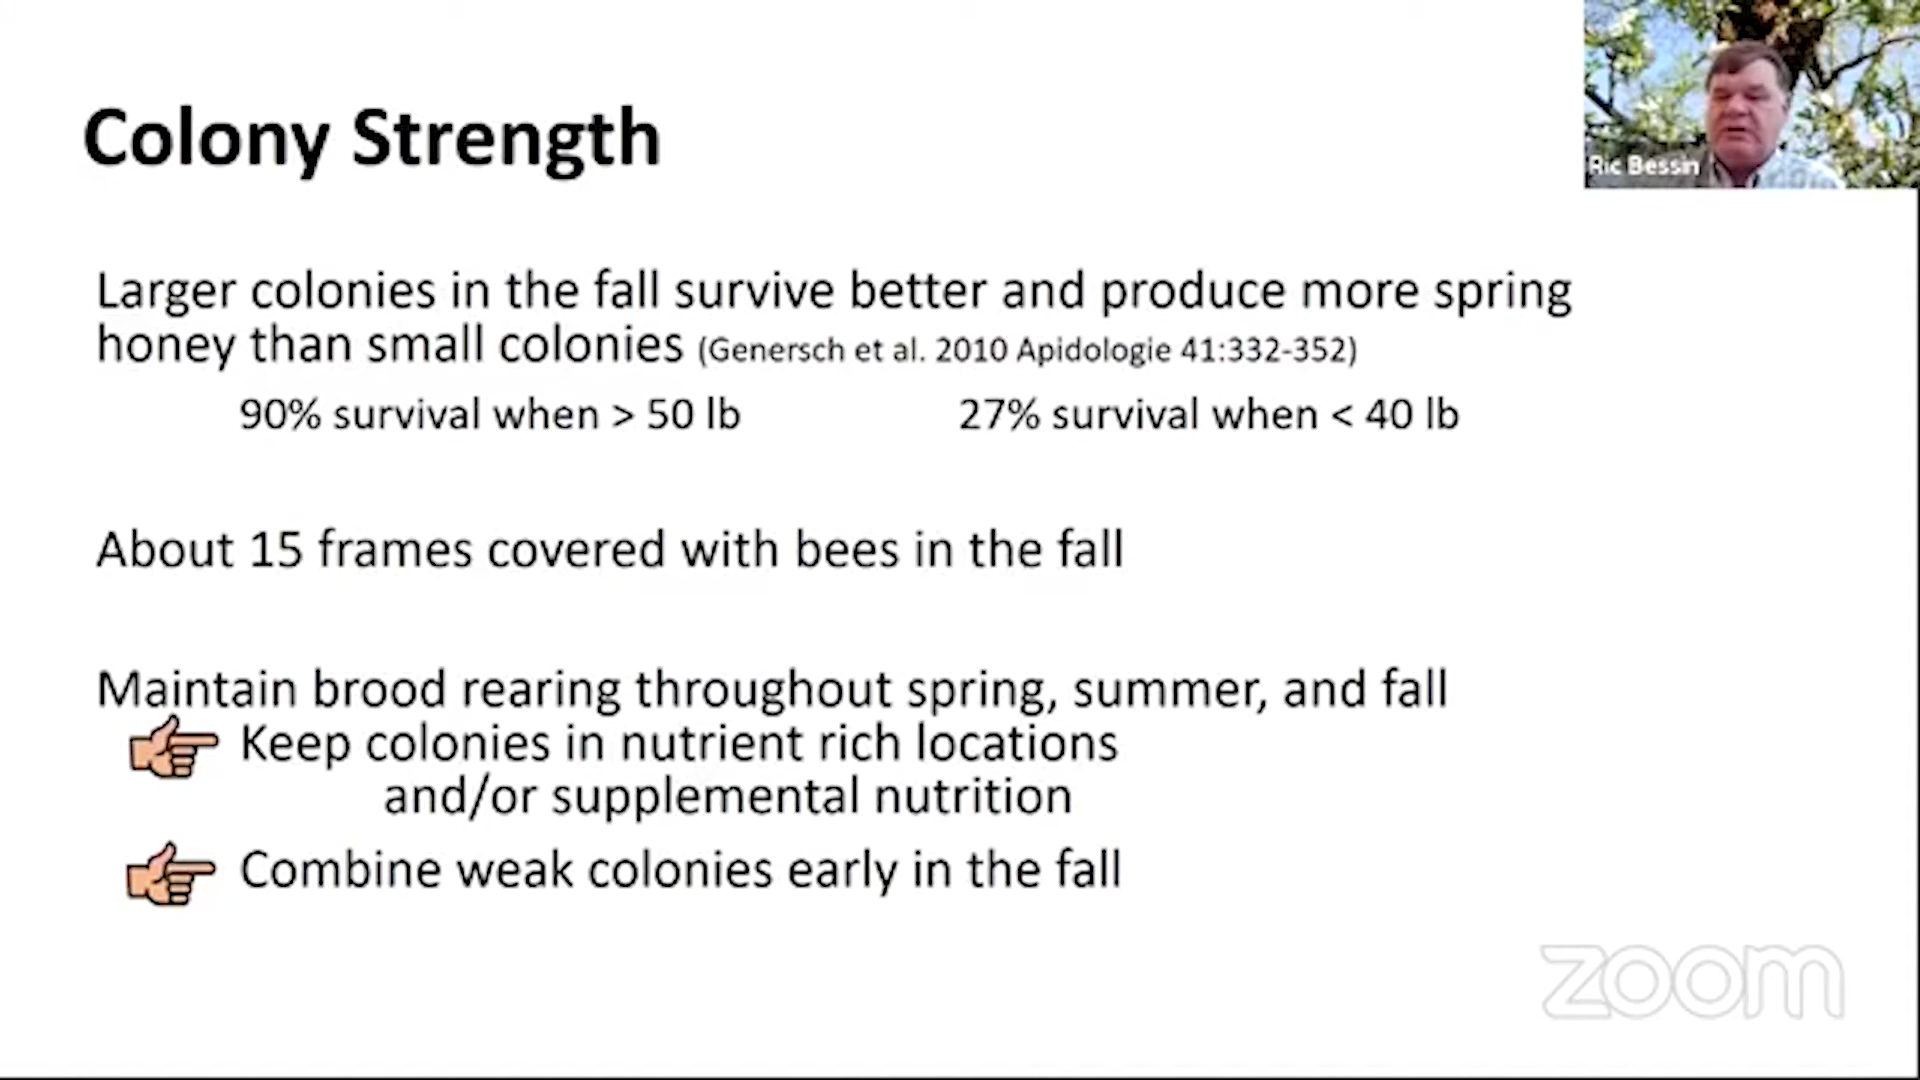 Colony Strength
Ric Bessin
Larger colonies in the fall survive better and produce more spring
honey than small colonies (Genersch et al. 2010 Apidologie 41:332-352)
90% survival when > 50 lb 27% survival when < 40 lb
About 15 frames covered with bees in the fall
Maintain brood rearing throughout spring, summer, and fall
Keep colonies in nutrient rich locations
and/or supplemental nutrition
Combine weak colonies early in the fall
zoom